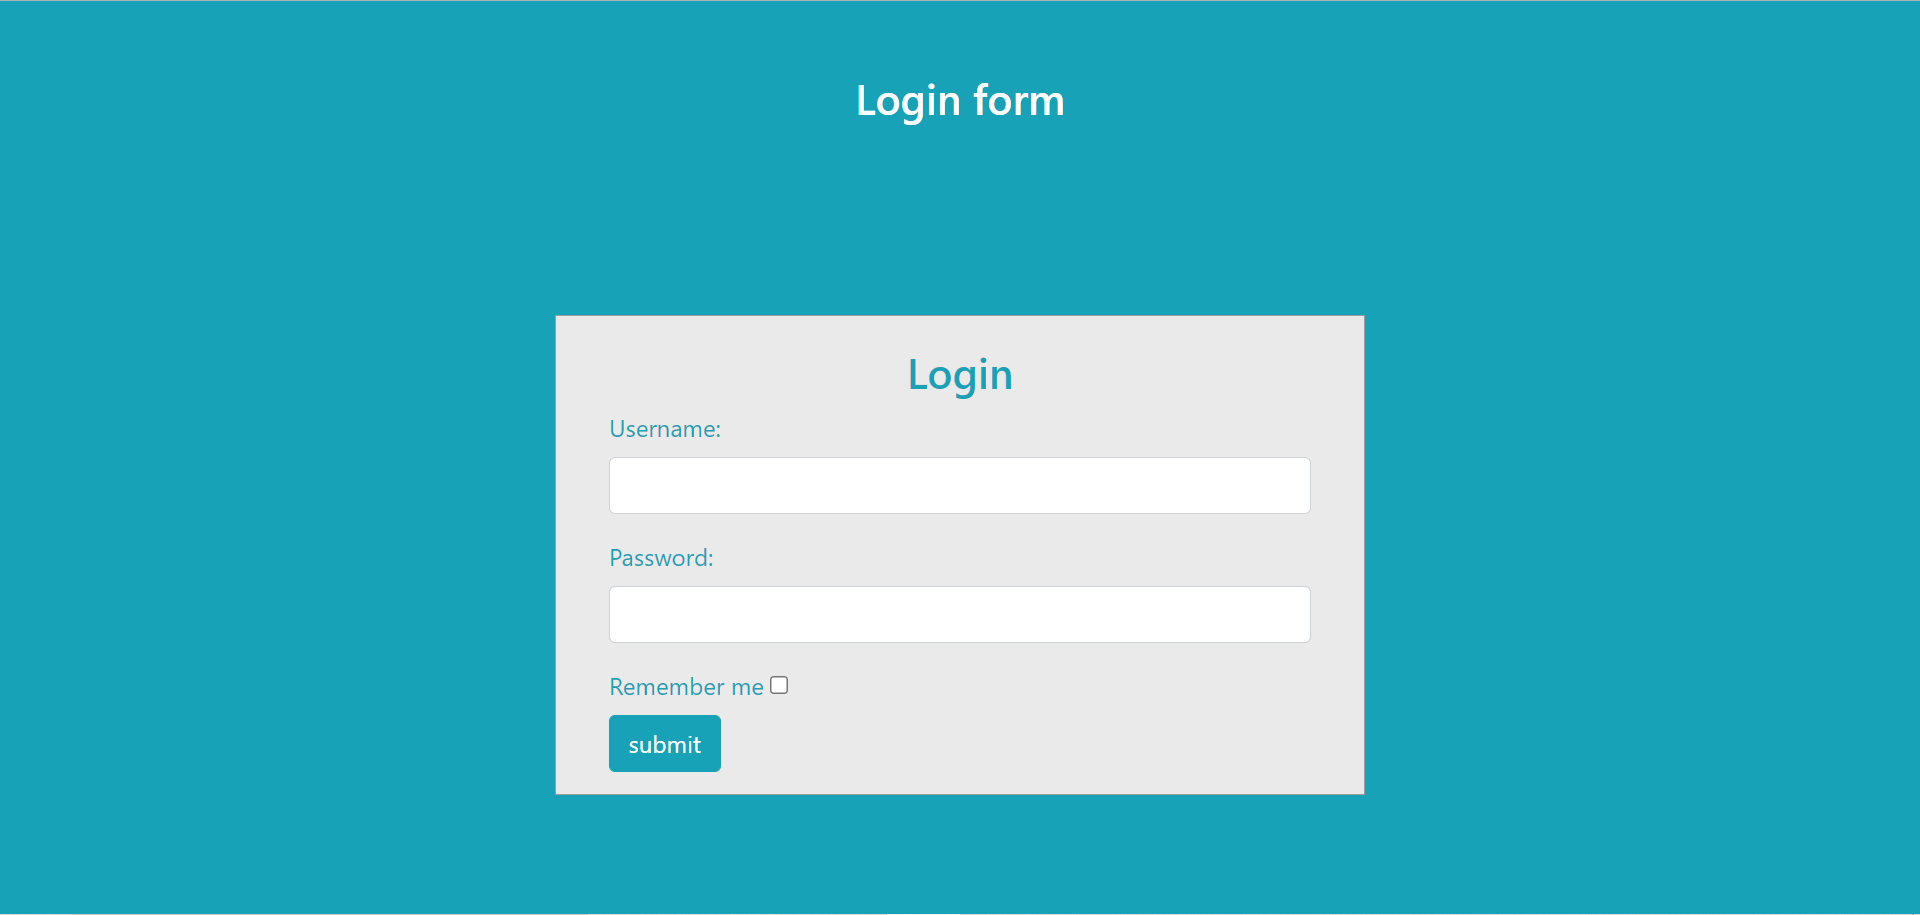 Login form
Login
Username:
Password:
Remember me
submit